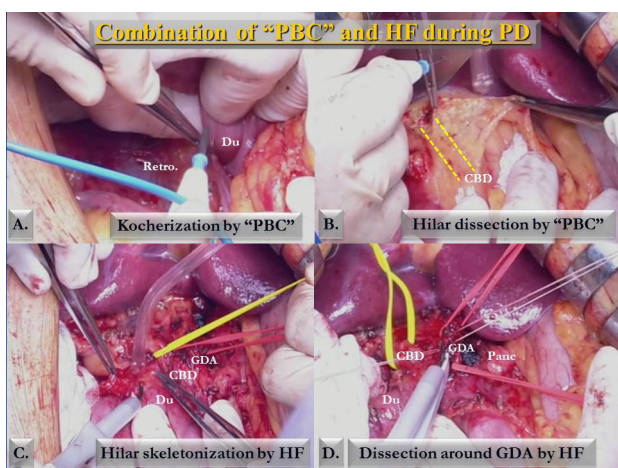 Combination of “PBC” and HF during PD
Du
Retro.
A.
Kocherization by “PBC”
CBD
B.
Hilar dissection by “PBC”
GDA
CBD
Du
C.
Hilar skeletonization by HF
GDA
CBD
Panc
Du
D.
Dissection around GDA by HF